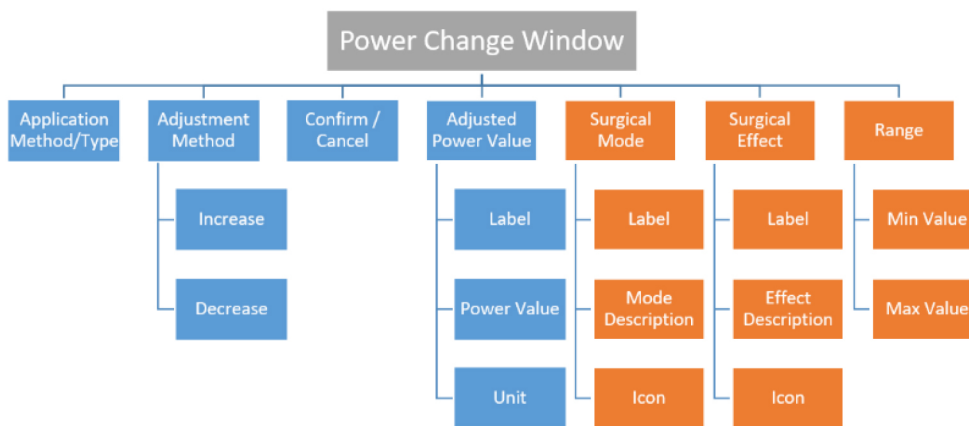 Power Change Window
Application
Method/Type
Adjustment
Method
Confirm /
Cancel
Adjusted
Power Value
Surgical
Mode
Surgical
Effect
Range
Increase
Label
Label
Label
Min Value
Decrease
Power Value
Mode
Description
Effect
Description
Max Value
Unit
Icon
Icon